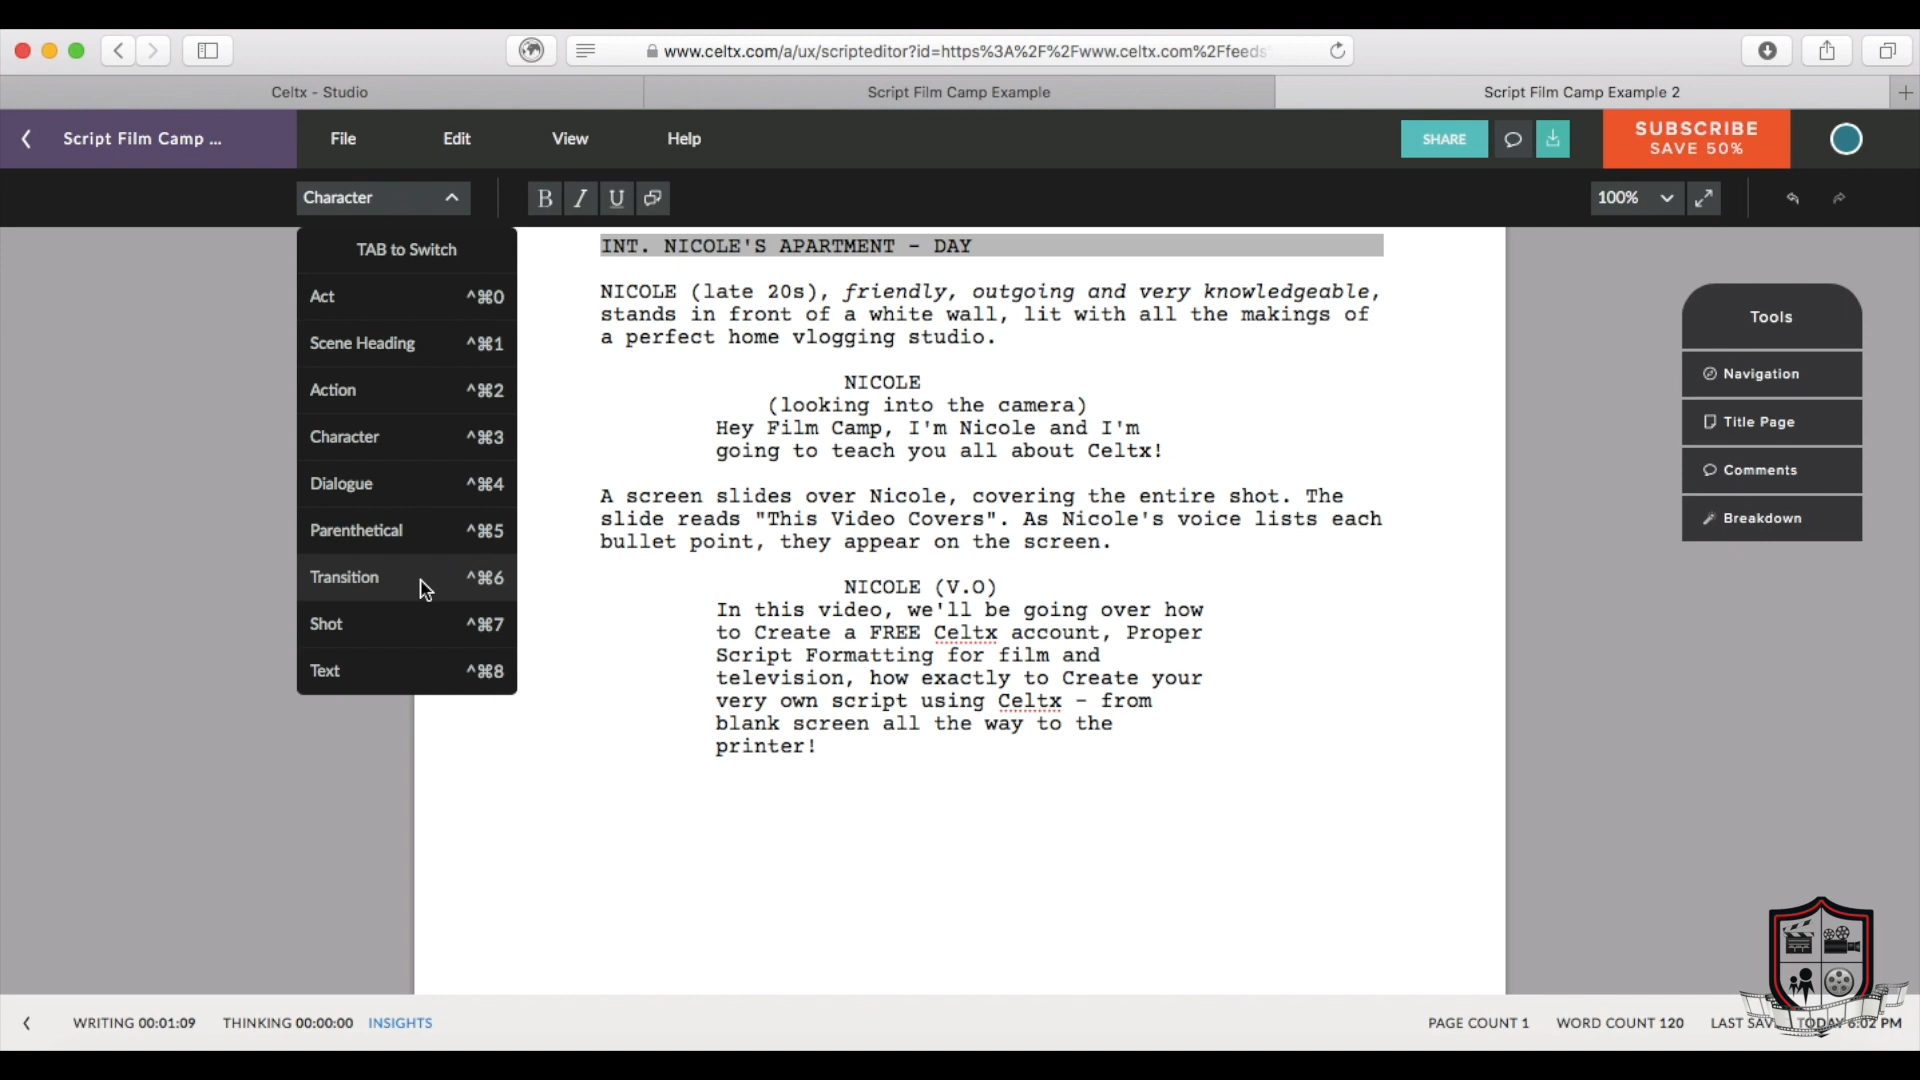 www.celtx.com/a/ux/scripteditor?id=https%3A%2F%2Fwww.celtx.com%2Ffeeds
Celtx - Studio
Script Film Camp Example
Script Film Camp Example 2
Script Film Camp ...
File
Edit
View
Help
SHARE
SUBSCRIBE
SAVE 50%
Character
B I U
100%
TAB to Switch
Act ^⌘0
Scene Heading ^⌘1
Action ^⌘2
Character ^⌘3
Dialogue ^⌘4
Parenthetical ^⌘5
Transition ^⌘6
Shot ^⌘7
Text ^⌘8
INT. NICOLE'S APARTMENT - DAY
NICOLE (late 20s), friendly, outgoing and very knowledgeable,
stands in front of a white wall, lit with all the makings of
a perfect home vlogging studio.
NICOLE
(looking into the camera)
Hey Film Camp, I'm Nicole and I'm
going to teach you all about Celtx!
A screen slides over Nicole, covering the entire shot. The
slide reads "This Video Covers". As Nicole's voice lists each
bullet point, they appear on the screen.
NICOLE (V.O)
In this video, we'll be going over how
to Create a FREE Celtx account, Proper
Script Formatting for film and
television, how exactly to Create your
very own script using Celtx - from
blank screen all the way to the
printer!
Tools
Navigation
Title Page
Comments
Breakdown
WRITING 00:01:09
THINKING 00:00:00
INSIGHTS
PAGE COUNT 1
WORD COUNT 120
LAST SAV
TODAY 6:02 PM